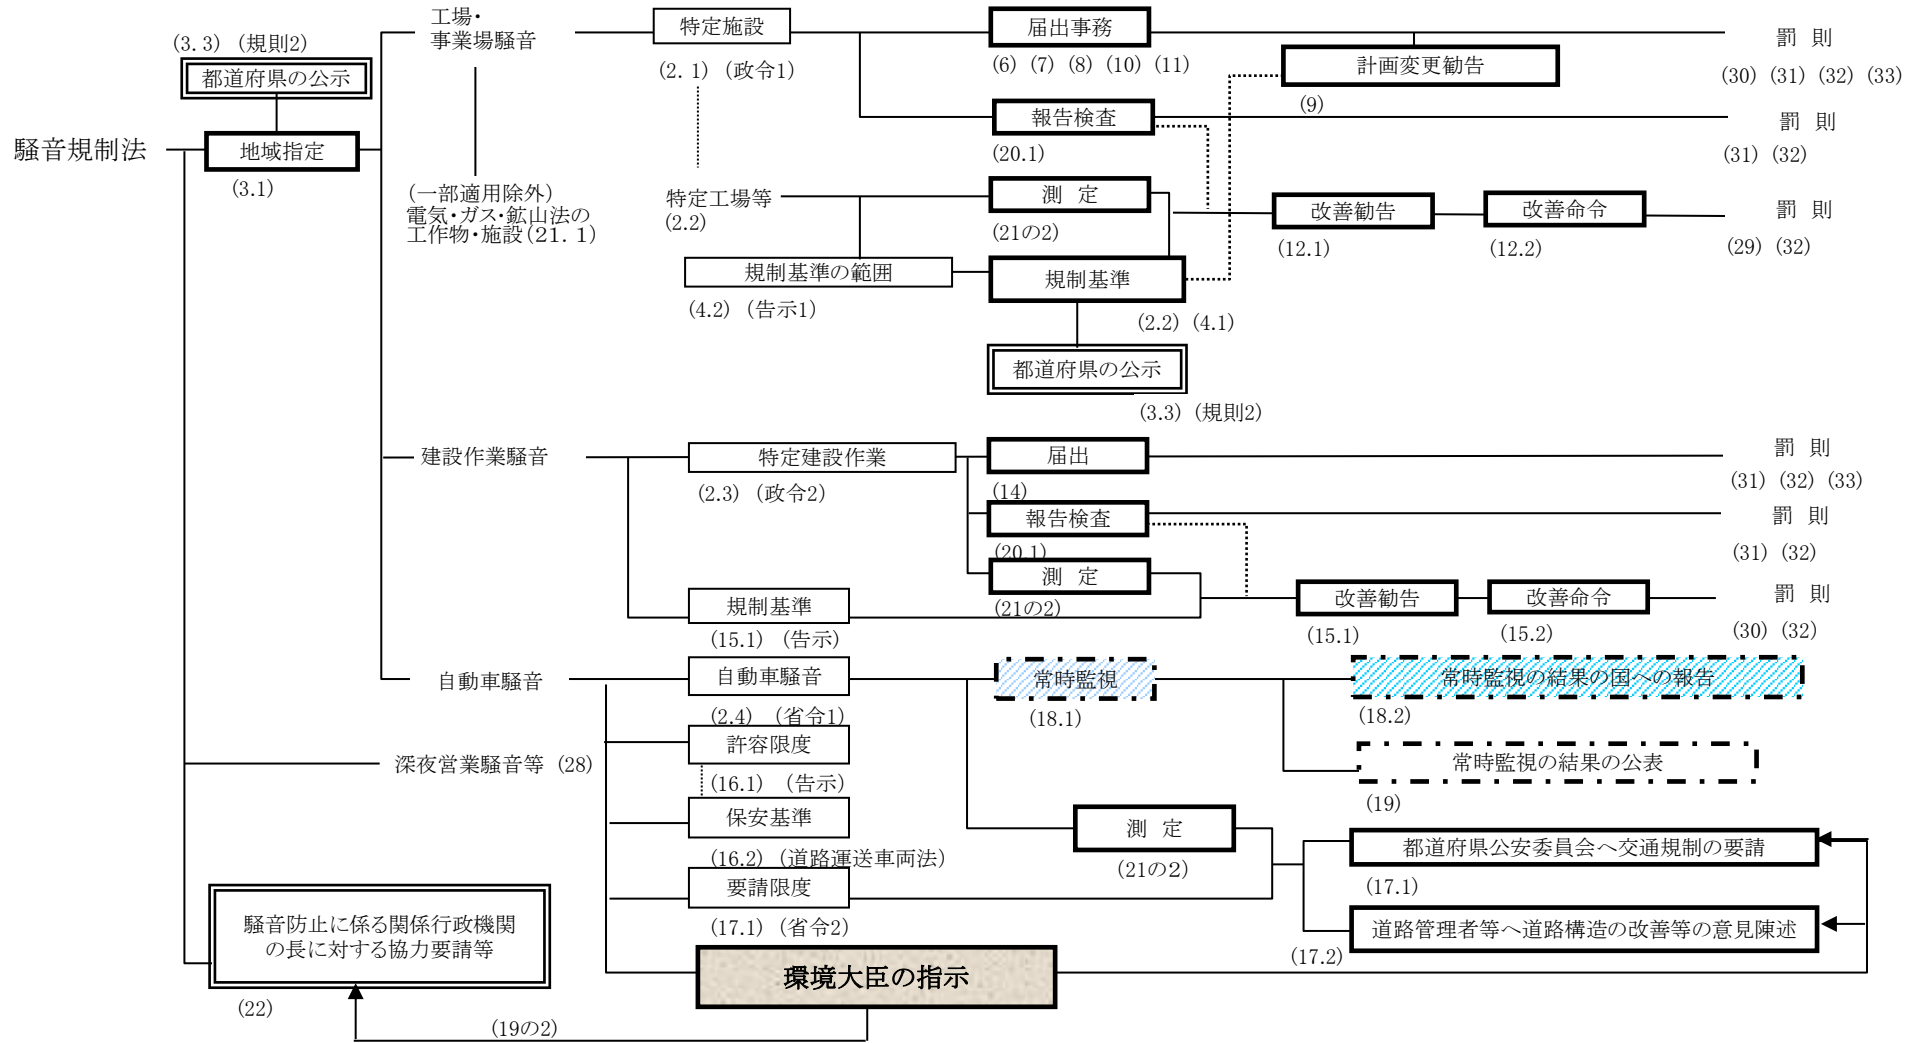 騒音規制法
(3.3) (規則2)
都道府県の公示
地域指定
(3.1)
工場・
事業場騒音
(一部適用除外)
電気・ガス・鉱山法の
工作物・施設(21.1)
特定施設
(2.1) (政令1)
特定工場等
(2.2)
規制基準の範囲
(4.2) (告示1)
届出事務
(6) (7) (8) (10) (11)
計画変更勧告
(9)
罰 則
(30) (31) (32) (33)
報告検査
(20.1)
罰 則
(31) (32)
測 定
(21の2)
規制基準
(2.2) (4.1)
都道府県の公示
(3.3) (規則2)
改善勧告
(12.1)
改善命令
(12.2)
罰 則
(29) (32)
建設作業騒音
特定建設作業
(2.3) (政令2)
届出
(14)
罰 則
(31) (32) (33)
報告検査
(20.1)
罰 則
(31) (32)
測 定
(21の2)
規制基準
(15.1) (告示)
改善勧告
(15.1)
改善命令
(15.2)
罰 則
(30) (32)
自動車騒音
自動車騒音
(2.4) (省令1)
常時監視
(18.1)
常時監視の結果の国への報告
(18.2)
常時監視の結果の公表
(19)
許容限度
(16.1) (告示)
保安基準
(16.2) (道路運送車両法)
要請限度
(17.1) (省令2)
測 定
(21の2)
都道府県公安委員会へ交通規制の要請
(17.1)
道路管理者等へ道路構造の改善等の意見陳述
(17.2)
環境大臣の指示
(19の2)
深夜営業騒音等 (28)
騒音防止に係る関係行政機関
の長に対する協力要請等
(22)